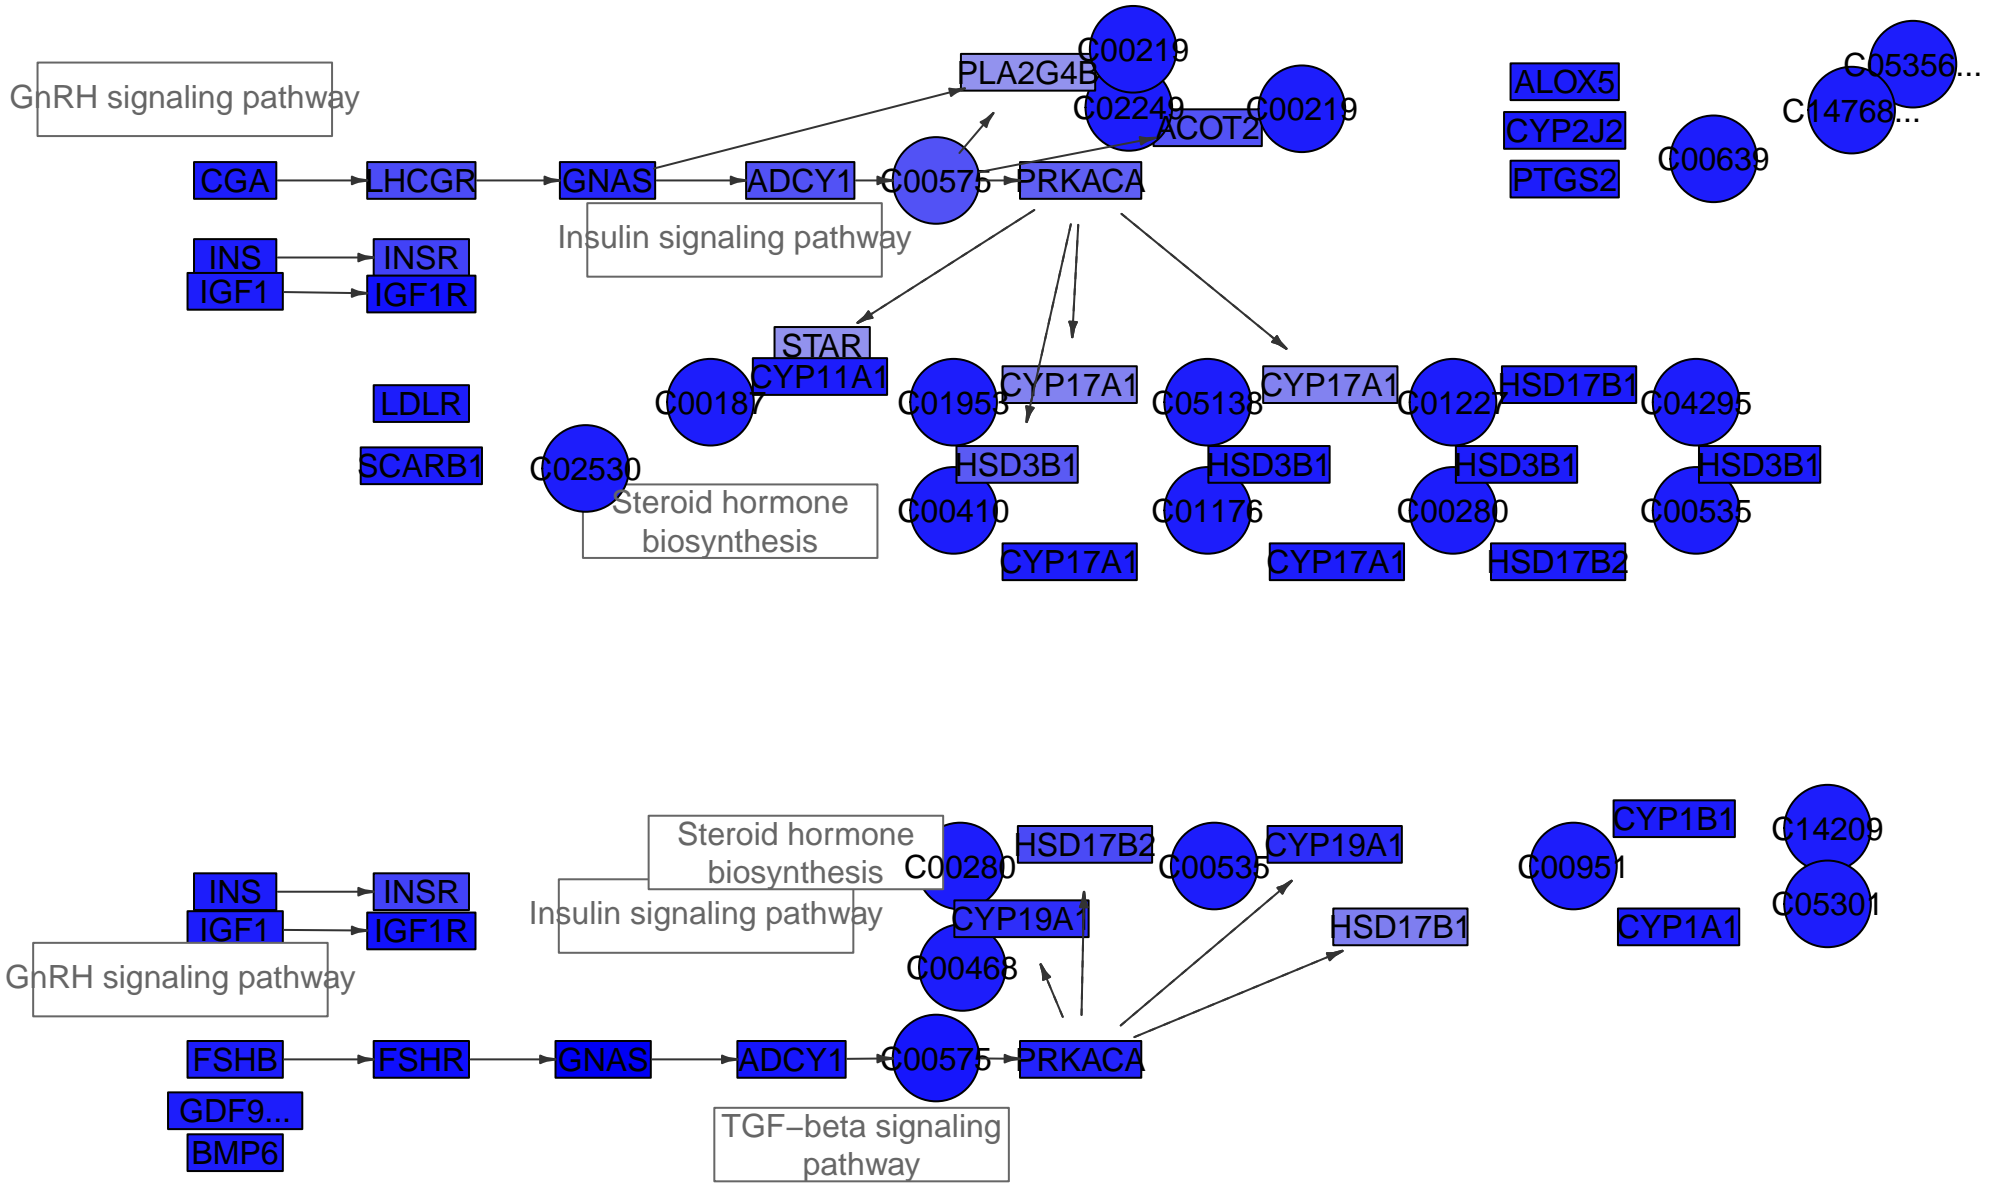 C00219
C05356...
PLA2G4B
ALOX5
GnRH signaling pathway
C02249
C00219
C14768...
ACOT2
CYP2J2
C00639
CGA
LHCGR
GNAS
ADCY1
C00575
PRKACA
PTGS2
Insulin signaling pathway
INS
INSR
IGF1
IGF1R
STAR
CYP11A1
C00187
C01953
CYP17A1
C05138
CYP17A1
C01227
HSD17B1
C04295
LDLR
SCARB1
C02530
HSD3B1
HSD3B1
HSD3B1
HSD3B1
Steroid hormone
biosynthesis
C00410
C01176
C00280
C00535
CYP17A1
CYP17A1
HSD17B2
Steroid hormone
biosynthesis
C00280
HSD17B2
C00535
CYP19A1
C00951
CYP1B1
C14209
INS
INSR
Insulin signaling pathway
CYP19A1
HSD17B1
CYP1A1
C05301
IGF1
IGF1R
GnRH signaling pathway
C00468
FSHB
FSHR
GNAS
ADCY1
C00575
PRKACA
GDF9...
BMP6
TGF−beta signaling
pathway